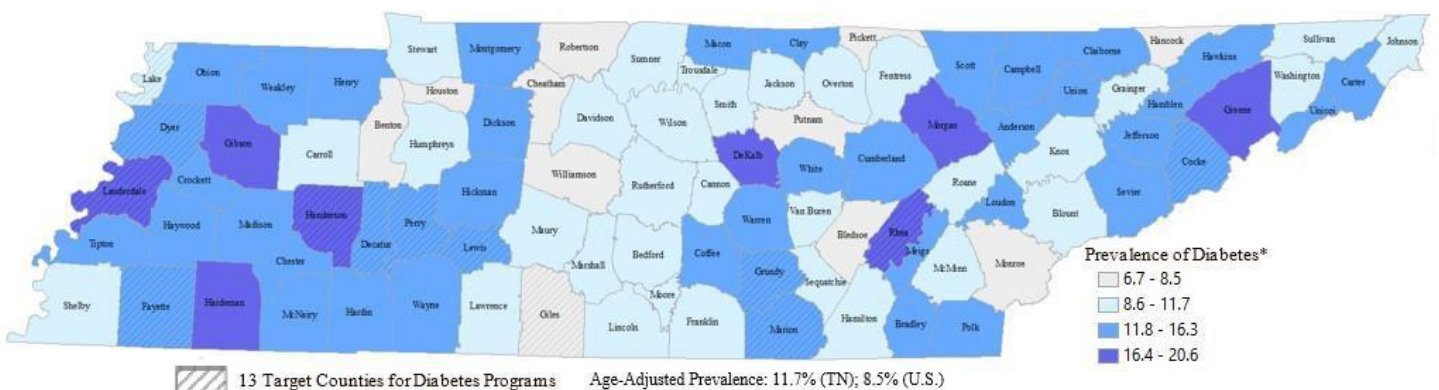 Stewart
Montgomery
Robertson
Sumner
Macon
Clay
Pickett
Scott
Campbell
Claiborne
Hancock
Hawkins
Sullivan
Johnson
Lake
Obion
Weakley
Henry
Houston
Cheatham
Trousdale
Jackson
Overton
Fentress
Union
Grainger
Hamblen
Greene
Washington
Unicoi
Carter
Dyer
Gibson
Carroll
Benton
Humphreys
Dickson
Davidson
Wilson
Smith
Putnam
Morgan
Anderson
Knox
Jefferson
Cocke
Lauderdale
Crockett
Haywood
Madison
Henderson
Decatur
Perry
Hickman
Williamson
Rutherford
Cannon
DeKalb
White
Cumberland
Roane
Loudon
Blount
Sevier
Tipton
Chester
Lewis
Maury
Marshall
Bedford
Coffee
Warren
Van Buren
Bledsoe
Rhea
Meigs
McMinn
Monroe
Shelby
Fayette
Hardeman
McNairy
Hardin
Wayne
Lawrence
Giles
Lincoln
Moore
Franklin
Grundy
Sequatchie
Marion
Hamilton
Bradley
Polk
Prevalence of Diabetes*
6.7 - 8.5
8.6 - 11.7
11.8 - 16.3
16.4 - 20.6
13 Target Counties for Diabetes Programs Age-Adjusted Prevalence: 11.7% (TN); 8.5% (U.S.)